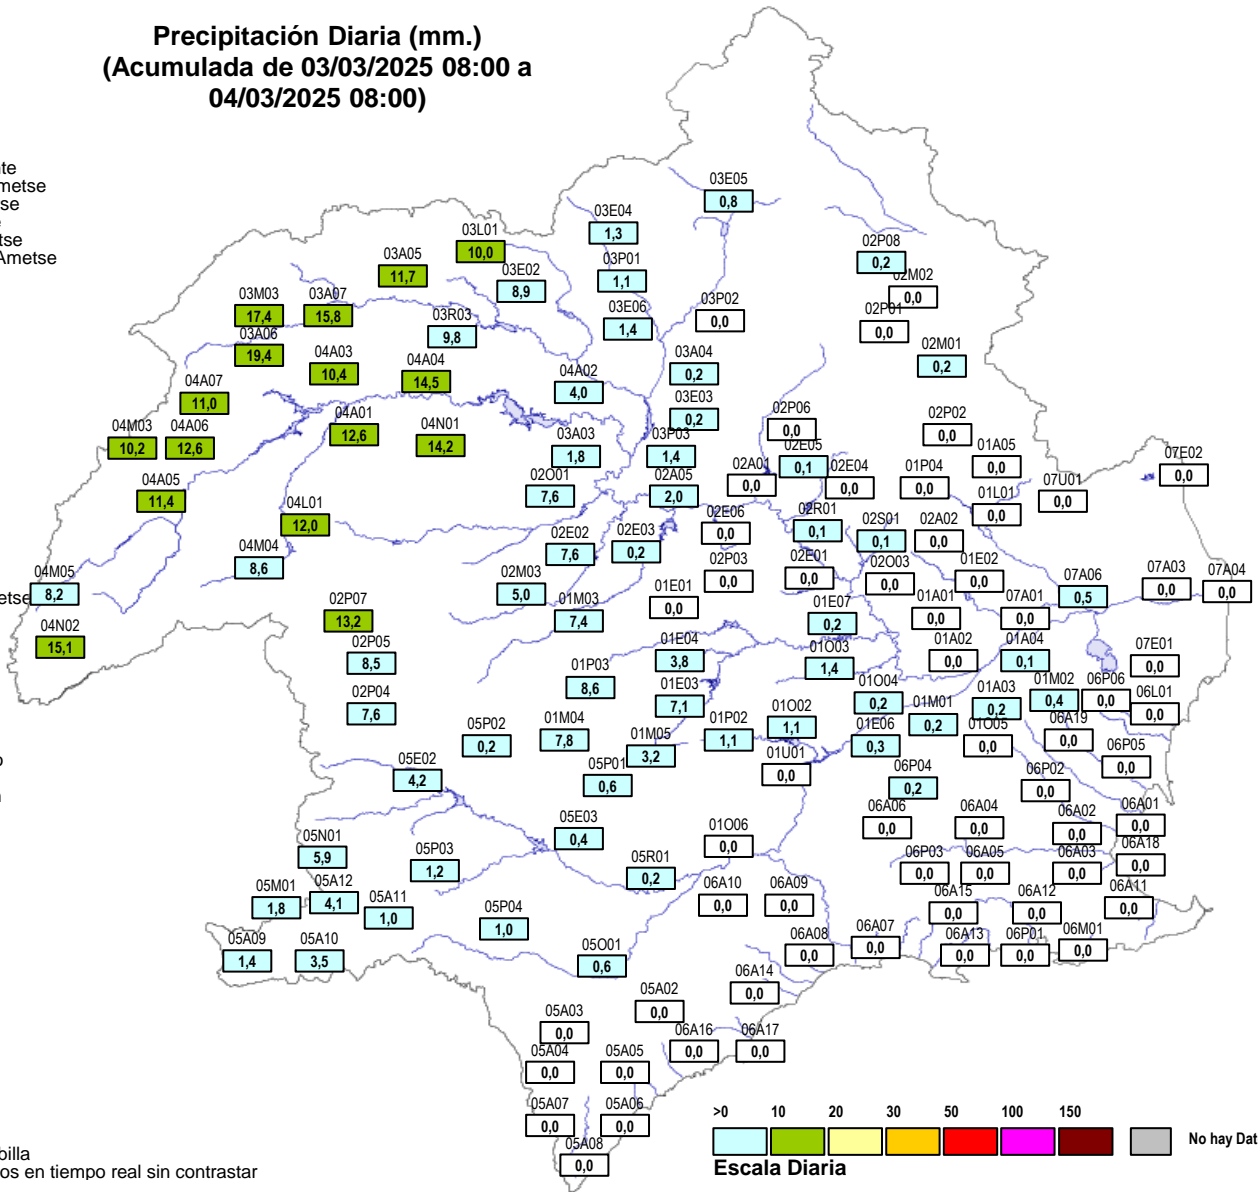 Precipitación Diaria (mm.)
(Acumulada de 03/03/2025 08:00 a
04/03/2025 08:00)
nte
metse
tse
e
tse
Ametse
03E05
0,8
03E04
1,3
03L01
10,0
03A05
11,7
03P01
1,1
03E02
8,9
02P08
0,2
02M02
0,0
03M03
17,4
03A07
15,8
03R03
9,8
03E06
1,4
03P02
0,0
02P01
0,0
03A06
19,4
04A03
10,4
04A04
14,5
04A02
4,0
03A04
0,2
02M01
0,2
04A07
11,0
03E03
0,2
04M03
10,2
04A06
12,6
04A01
12,6
04N01
14,2
03A03
1,8
03P03
1,4
02P06
0,0
02P02
0,0
02E05
0,1
01A05
0,0
07E02
0,0
04A05
11,4
02O01
7,6
02A05
2,0
02A01
0,0
02E04
0,0
01P04
0,0
01L01
0,0
07U01
0,0
04L01
12,0
02E06
0,0
02R01
0,1
02S01
0,1
02A02
0,0
04M04
8,6
02E02
7,6
02E03
0,2
04M05
8,2
etse
02M03
5,0
01E01
0,0
02P03
0,0
02E01
0,0
02O03
0,0
01E02
0,0
07A06
0,5
07A03
0,0
07A04
0,0
04N02
15,1
02P07
13,2
01M03
7,4
01E07
0,2
01A01
0,0
07A01
0,0
02P05
8,5
01E04
3,8
01O03
1,4
01A02
0,0
01A04
0,1
07E01
0,0
01P03
8,6
02P04
7,6
01E03
7,1
01O04
0,2
01M01
0,2
01A03
0,2
01M02
0,4
06P06
0,0
06L01
0,0
05P02
0,2
01M04
7,8
01M05
3,2
01P02
1,1
01O02
1,1
01E06
0,3
01O05
0,0
06A19
0,0
06P05
0,0
o
05E02
4,2
05P01
0,6
01U01
0,0
06P04
0,2
06P02
0,0
05E03
0,4
01O06
0,0
06A06
0,0
06A04
0,0
06A02
0,0
06A01
0,0
05N01
5,9
05P03
1,2
05R01
0,2
06P03
0,0
06A05
0,0
06A03
0,0
06A18
0,0
05M01
1,8
05A12
4,1
05A11
1,0
05P04
1,0
06A10
0,0
06A09
0,0
06A15
0,0
06A12
0,0
06A11
0,0
05A09
1,4
05A10
3,5
05O01
0,6
06A08
0,0
06A07
0,0
06A13
0,0
06P01
0,0
06M01
0,0
05A03
0,0
05A02
0,0
06A14
0,0
05A04
0,0
05A05
0,0
06A16
0,0
06A17
0,0
05A07
0,0
05A06
0,0
05A08
0,0
>0 10 20 30 50 100 150
No hay Dat
Escala Diaria
billa
os en tiempo real sin contrastar